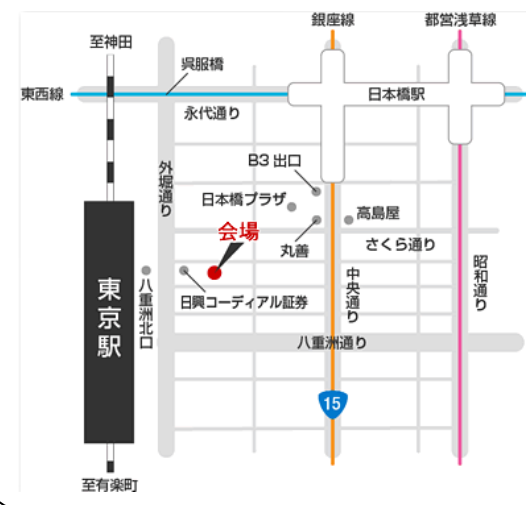 銀座線
都営浅草線
至神田
呉服橋
東西線
日本橋駅
永代通り
外堀通り
B3 出口
日本橋プラザ
高島屋
会場
丸善
さくら通り
昭和通り
中央通り
八重洲北口
日興コーディアル証券
東京駅
八重洲通り
15
至有楽町